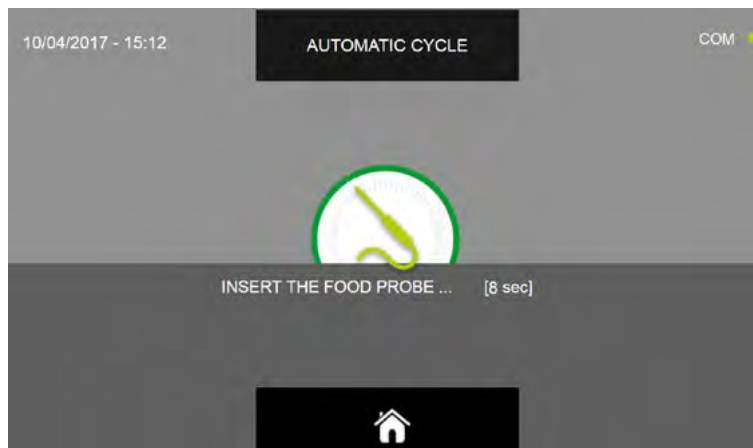 10/04/2017 - 15:12
AUTOMATIC CYCLE
COM
INSERT THE FOOD PROBE ... [8 sec]